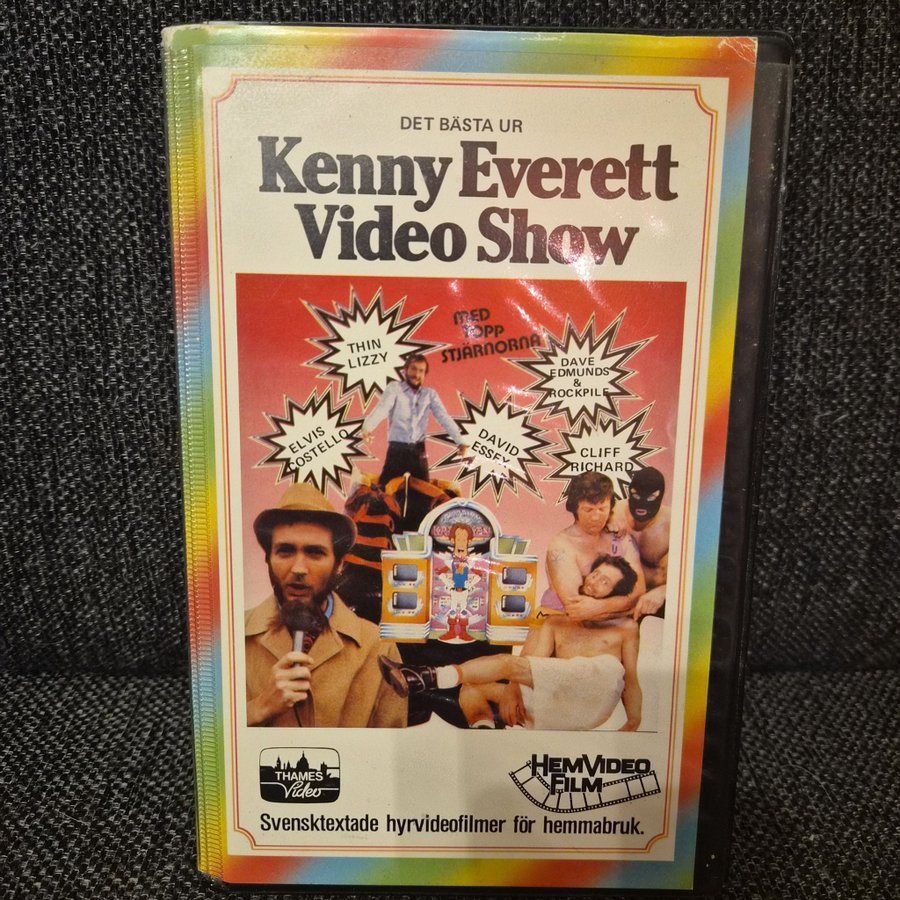 DET BÄSTA UR
Kenny Everett
Video Show
MED
TOPP
STJÄRNORNA
THIN
LIZZY
DAVE
EDMUNDS
&
ROCKPILE
ELVIS
COSTELLO
DAVID
ESSEX
CLIFF
RICHARD
THAMES
Video
HEMVIDEO
FILM
Svensktextade hyrvideofilmer för hemmabruk.